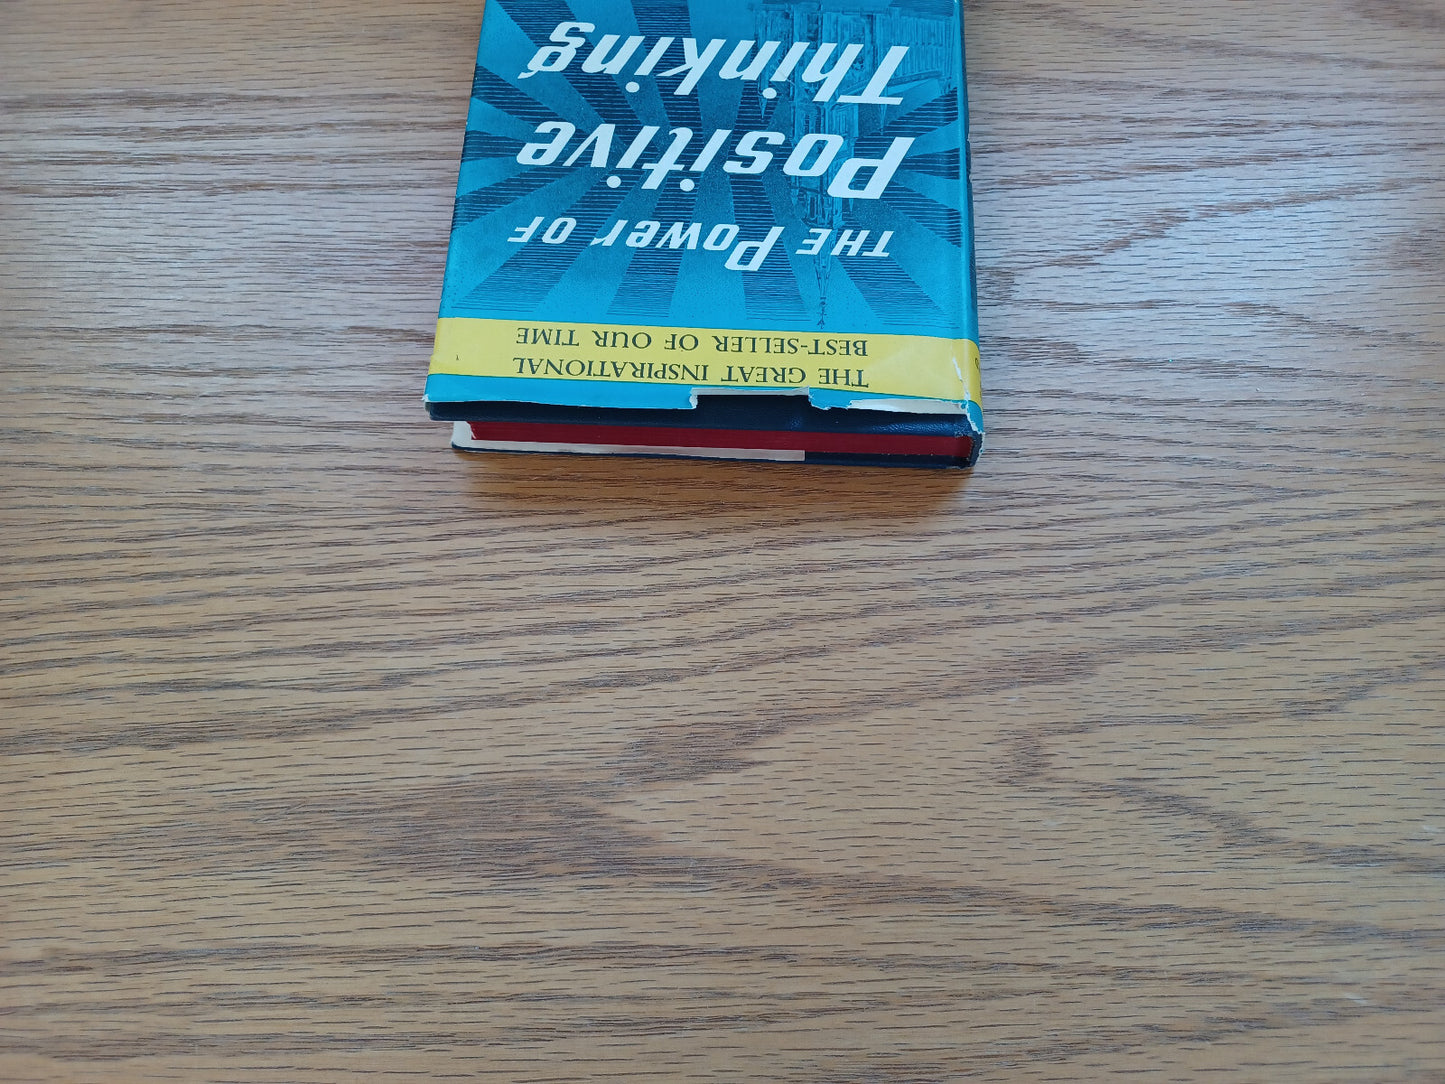 THE GREAT INSPIRATIONAL
BEST-SELLER OF OUR TIME
THE Power OF
Positive
Thinking